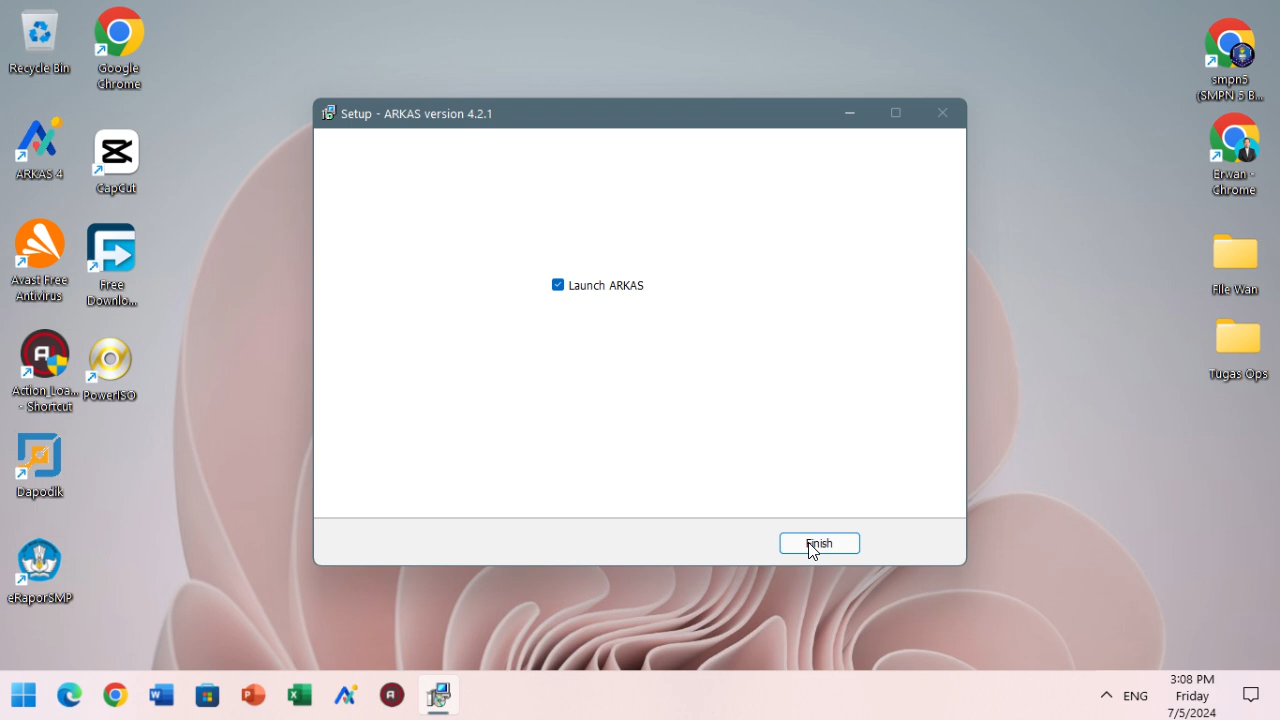 Recycle Bin
Google
Chrome
ARKAS 4
CapCut
Avast Free
Antivirus
Free
Downlo...
Action_Loa...
- Shortcut
PowerISO
Dapodik
eRaporSMP
Setup - ARKAS version 4.2.1
Launch ARKAS
Finish
smpn5
(SMPN 5 B...
Erwan -
Chrome
FIle Wan
Tugas Ops
ENG
3:08 PM
Friday
7/5/2024